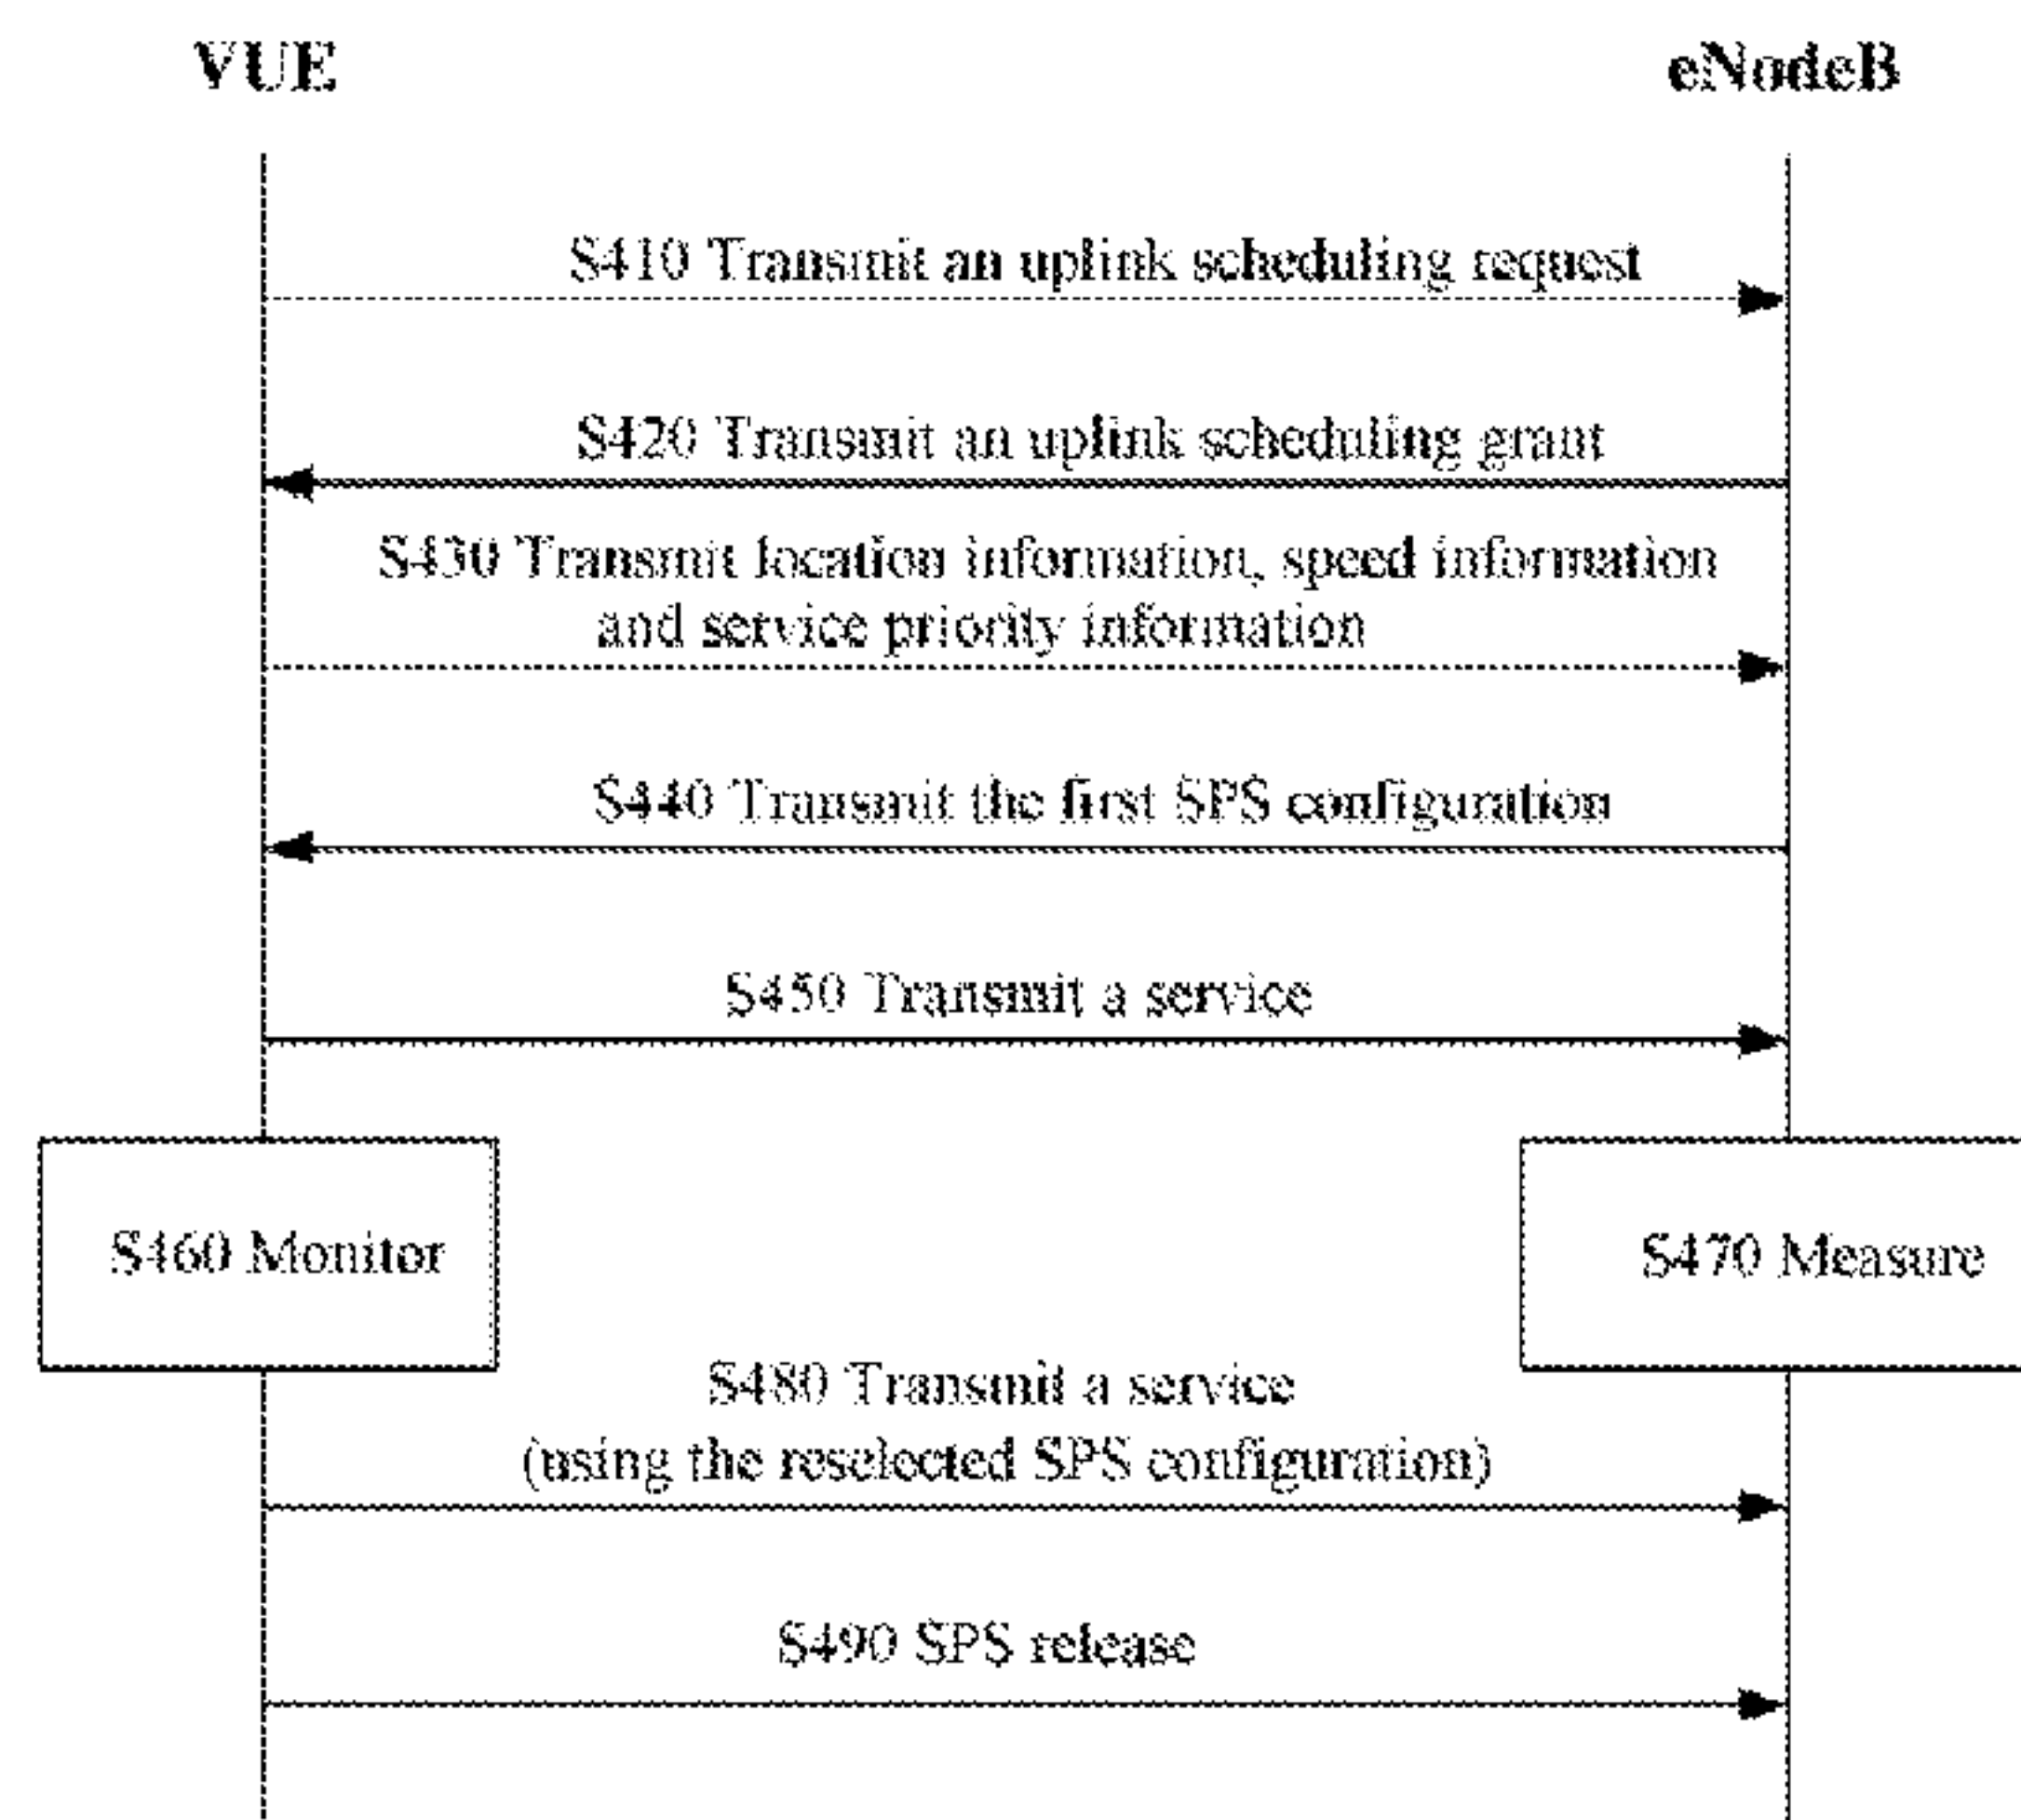 VUE
eNodeB
S410 Transmit an uplink scheduling request
S420 Transmit an uplink scheduling grant
S430 Transmit location information, speed information
and service priority information
S440 Transmit the first SPS configuration
S450 Transmit a service
S460 Monitor
S470 Measure
S480 Transmit a service
(using the reselected SPS configuration)
S490 SPS release